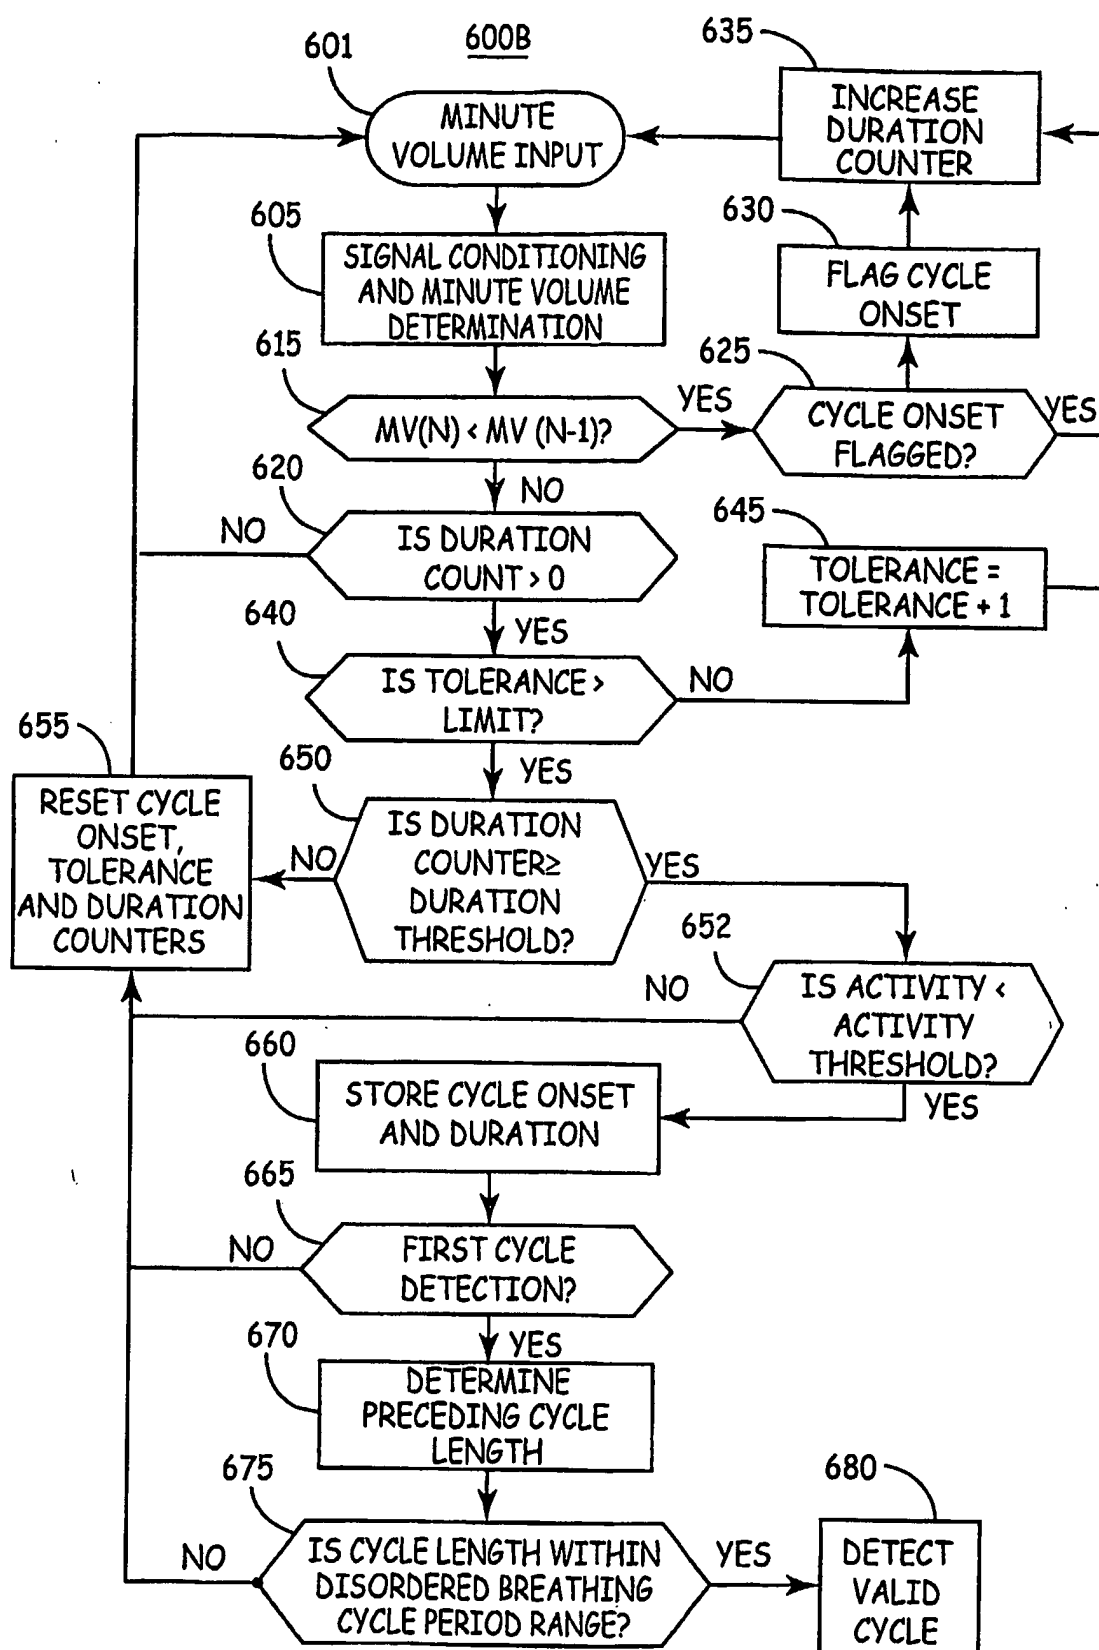 600B
601
MINUTE
VOLUME INPUT
635
INCREASE
DURATION
COUNTER
605
SIGNAL CONDITIONING
AND MINUTE VOLUME
DETERMINATION
630
FLAG CYCLE
ONSET
615
MV(N) < MV (N-1)?
YES
625
CYCLE ONSET
FLAGGED?
YES
NO
620
NO
IS DURATION
COUNT > 0
645
TOLERANCE =
TOLERANCE + 1
YES
640
IS TOLERANCE >
LIMIT?
NO
YES
655
RESET CYCLE
ONSET,
TOLERANCE
AND DURATION
COUNTERS
650
IS DURATION
COUNTER≥
DURATION
THRESHOLD?
NO
YES
652
IS ACTIVITY <
ACTIVITY
THRESHOLD?
NO
YES
660
STORE CYCLE ONSET
AND DURATION
665
FIRST CYCLE
DETECTION?
NO
YES
670
DETERMINE
PRECEDING CYCLE
LENGTH
675
IS CYCLE LENGTH WITHIN
DISORDERED BREATHING
CYCLE PERIOD RANGE?
NO
YES
680
DETECT
VALID
CYCLE